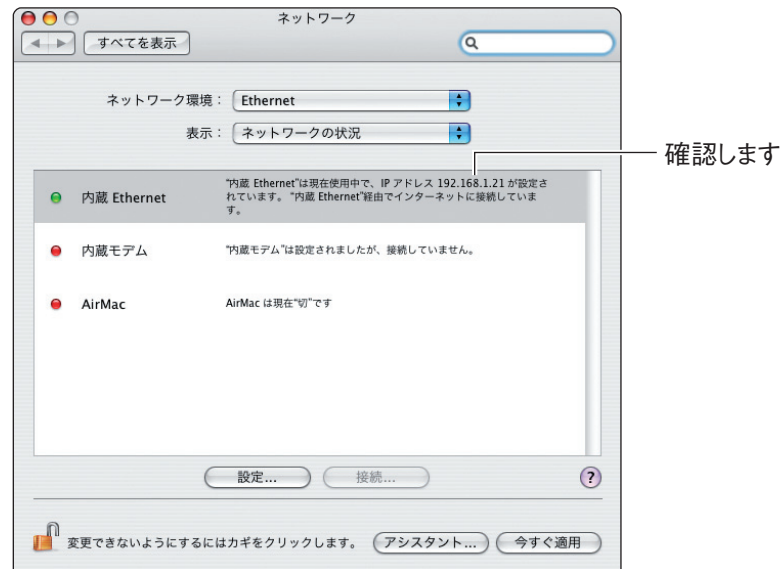 ネットワーク
すべてを表示
ネットワーク環境： Ethernet
表示： ネットワークの状況
確認します
内蔵 Ethernet
“内蔵 Ethernet”は現在使用中で、IP アドレス 192.168.1.21 が設定さ
れています。 “内蔵 Ethernet”経由でインターネットに接続していま
す。
内蔵モデム
“内蔵モデム”は設定されましたが、接続していません。
AirMac
AirMac は現在“切”です
設定... 接続... ?
変更できないようにするにはカギをクリックします。 アシスタント... 今すぐ適用